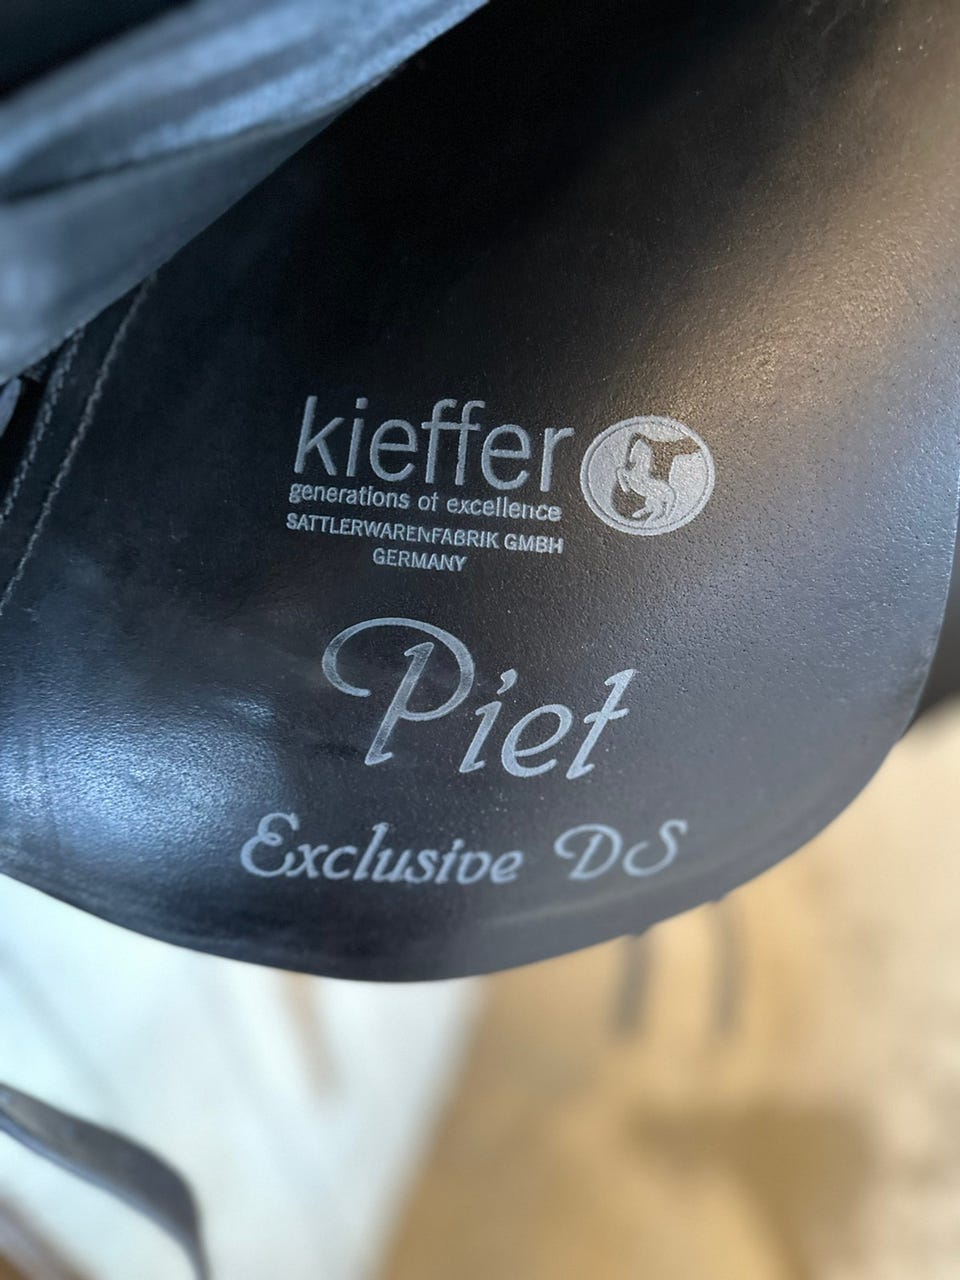 kieffer
generations of excellence
SATTLERWARENFABRIK GMBH
GERMANY
Piet
Exclusive DS